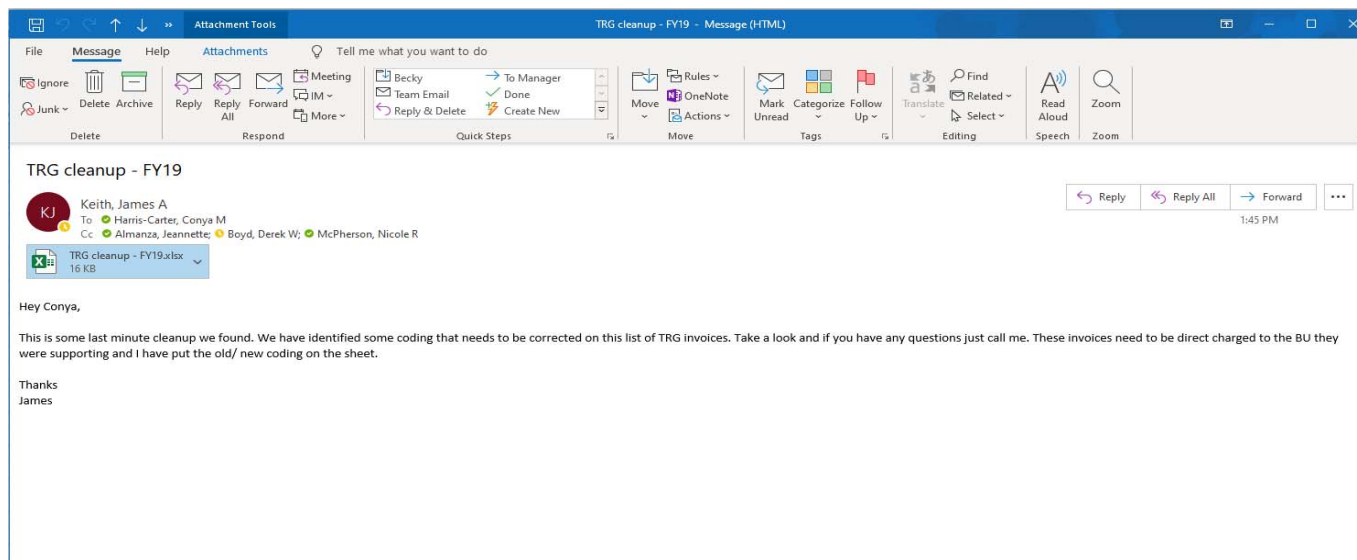 Attachment Tools
TRG cleanup - FY19 - Message (HTML)
File Message Help Attachments Tell me what you want to do
Ignore
Junk
Delete
Archive
Reply
Reply All
Forward
Meeting
IM
More
Becky
Team Email
Reply & Delete
To Manager
Done
Create New
Move
Rules
OneNote
Actions
Mark Unread
Categorize
Follow Up
Translate
Find
Related
Select
Read Aloud
Zoom
Delete Respond Quick Steps Move Tags Editing Speech Zoom
TRG cleanup - FY19
KJ
Keith, James A
To Harris-Carter, Conya M
Cc Almanza, Jeannette; Boyd, Derek W; McPherson, Nicole R
Reply Reply All Forward
1:45 PM
TRG cleanup - FY19.xlsx
16 KB
Hey Conya,
This is some last minute cleanup we found. We have identified some coding that needs to be corrected on this list of TRG invoices. Take a look and if you have any questions just call me. These invoices need to be direct charged to the BU they
were supporting and I have put the old/ new coding on the sheet.
Thanks
James